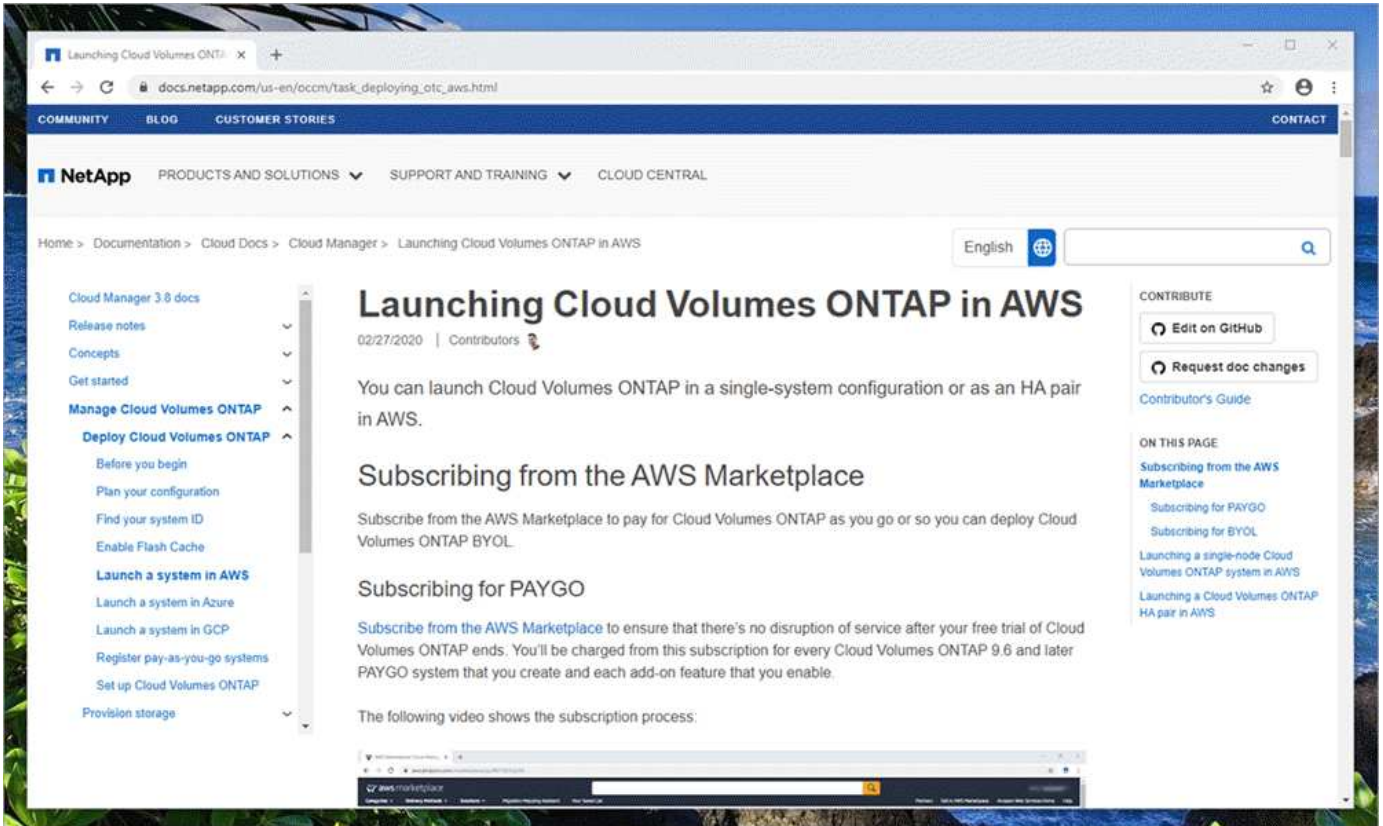 Launching Cloud Volumes ONTA
docs.netapp.com/us-en/occm/task_deploying_otc_aws.html
COMMUNITY BLOG CUSTOMER STORIES CONTACT
NetApp PRODUCTS AND SOLUTIONS SUPPORT AND TRAINING CLOUD CENTRAL
Home > Documentation > Cloud Docs > Cloud Manager > Launching Cloud Volumes ONTAP in AWS
English
Cloud Manager 3.8 docs
Release notes
Concepts
Get started
Manage Cloud Volumes ONTAP
Deploy Cloud Volumes ONTAP
Before you begin
Plan your configuration
Find your system ID
Enable Flash Cache
Launch a system in AWS
Launch a system in Azure
Launch a system in GCP
Register pay-as-you-go systems
Set up Cloud Volumes ONTAP
Provision storage
Launching Cloud Volumes ONTAP in AWS
02/27/2020 | Contributors
You can launch Cloud Volumes ONTAP in a single-system configuration or as an HA pair
in AWS.
Subscribing from the AWS Marketplace
Subscribe from the AWS Marketplace to pay for Cloud Volumes ONTAP as you go or so you can deploy Cloud
Volumes ONTAP BYOL.
Subscribing for PAYGO
Subscribe from the AWS Marketplace to ensure that there's no disruption of service after your free trial of Cloud
Volumes ONTAP ends. You'll be charged from this subscription for every Cloud Volumes ONTAP 9.6 and later
PAYGO system that you create and each add-on feature that you enable.
The following video shows the subscription process:
aws marketplace
CONTRIBUTE
Edit on GitHub
Request doc changes
Contributor's Guide
ON THIS PAGE
Subscribing from the AWS
Marketplace
Subscribing for PAYGO
Subscribing for BYOL
Launching a single-node Cloud
Volumes ONTAP system in AWS
Launching a Cloud Volumes ONTAP
HA pair in AWS